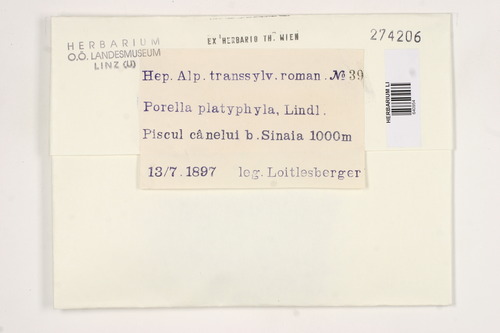 HERBARIUM
O.Ö. LANDESMUSEUM
LINZ (LI)
EX HERBARIO TH. WIEN
274206
Hep. Alp. transsylv. roman. № 39
Porella platyphyla, Lindl.
Piscul cânelui b. Sinaia 1000m
13/7. 1897 leg. Loitlesberger
HERBARIUM LI